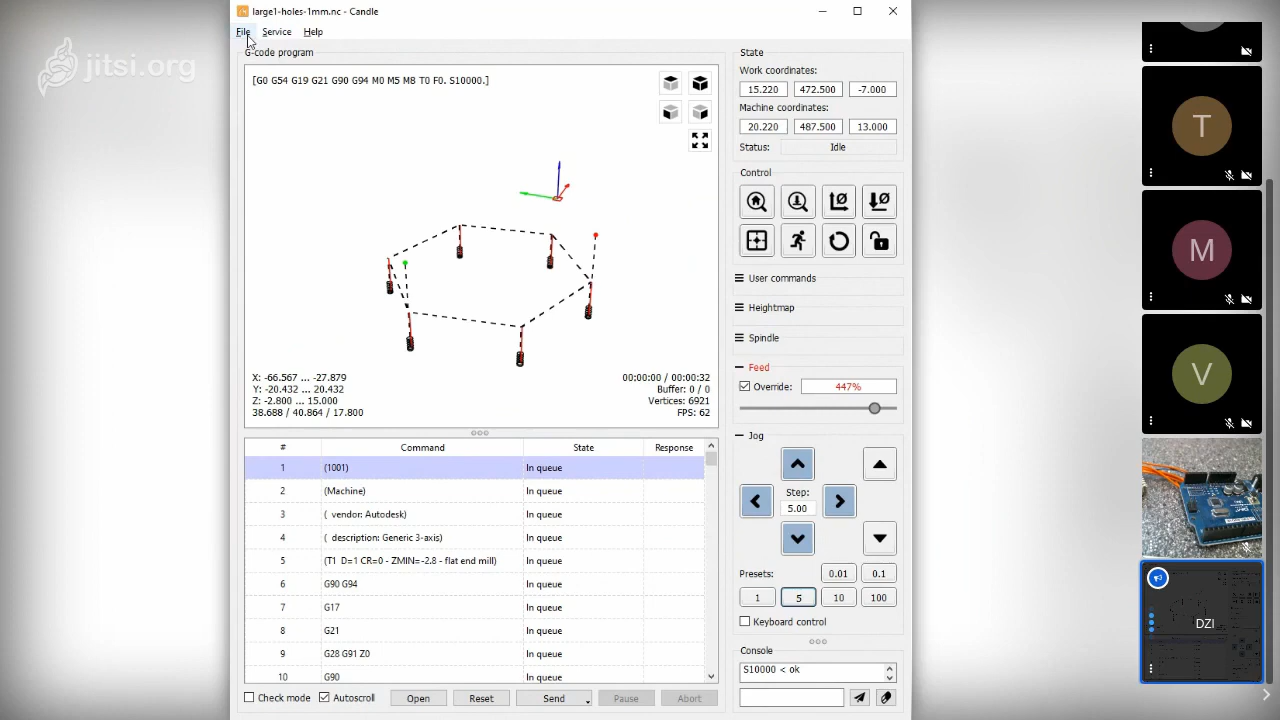 large1-holes-1mm.nc - Candle
File Service Help
jitsi.org
G-code program
[G0 G54 G19 G21 G90 G94 M0 M5 M8 T0 F0. S10000.]
X: -66.567 ... -27.879
Y: -20.432 ... 20.432
Z: -2.800 ... 15.000
38.688 / 40.864 / 17.800
00:00:00 / 00:00:32
Buffer: 0 / 0
Vertices: 6921
FPS: 62
# Command State Response
1 (1001) In queue
2 (Machine) In queue
3 ( vendor: Autodesk) In queue
4 ( description: Generic 3-axis) In queue
5 (T1 D=1 CR=0 - ZMIN=-2.8 - flat end mill) In queue
6 G90 G94 In queue
7 G17 In queue
8 G21 In queue
9 G28 G91 Z0 In queue
10 G90 In queue
Check mode Autoscroll Open Reset Send Pause Abort
State
Work coordinates:
15.220 472.500 -7.000
Machine coordinates:
20.220 487.500 13.000
Status: Idle
Control
User commands
Heightmap
Spindle
Feed
Override: 447%
Jog
Step:
5.00
Presets: 0.01 0.1
1 5 10 100
Keyboard control
Console
S10000 < ok
T
M
V
DZI